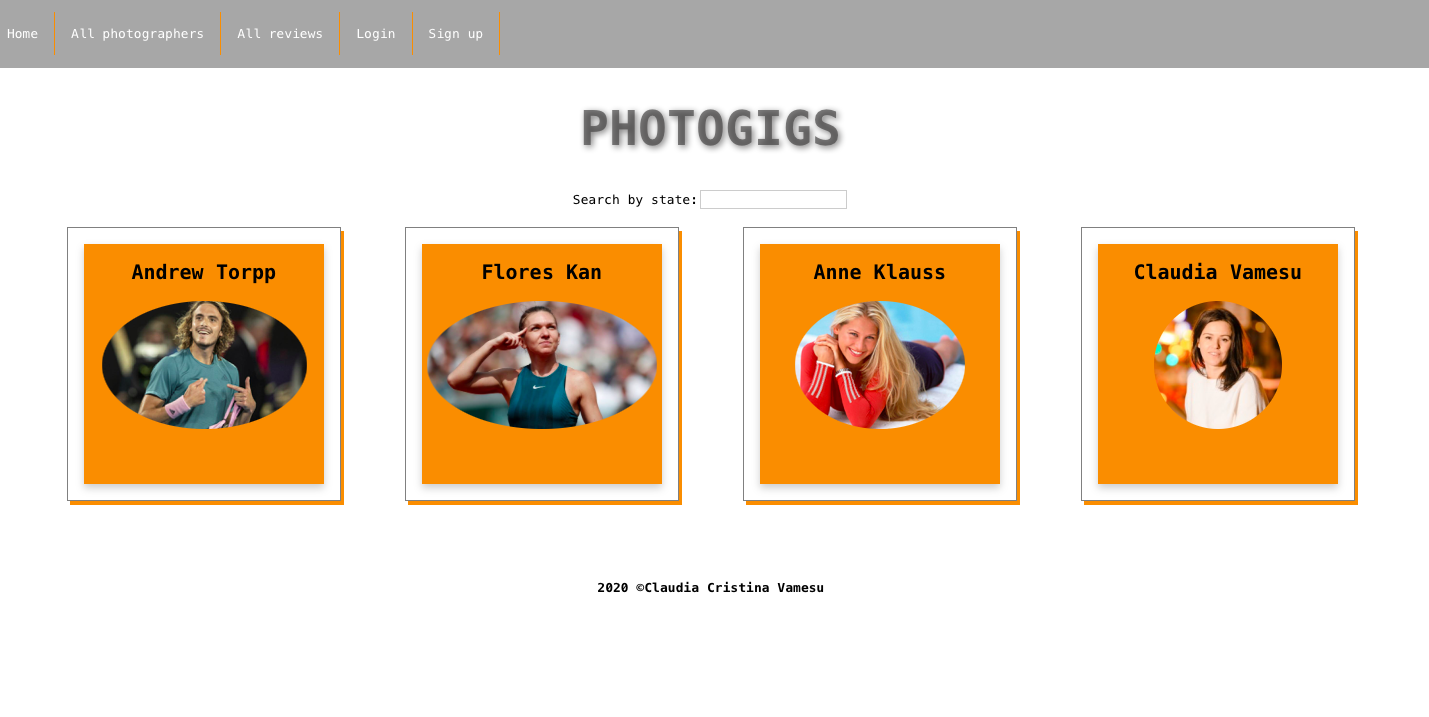 Home All photographers All reviews Login Sign up
PHOTOGIGS
Search by state:
Andrew Torpp Flores Kan Anne Klauss Claudia Vamesu
2020 ©Claudia Cristina Vamesu